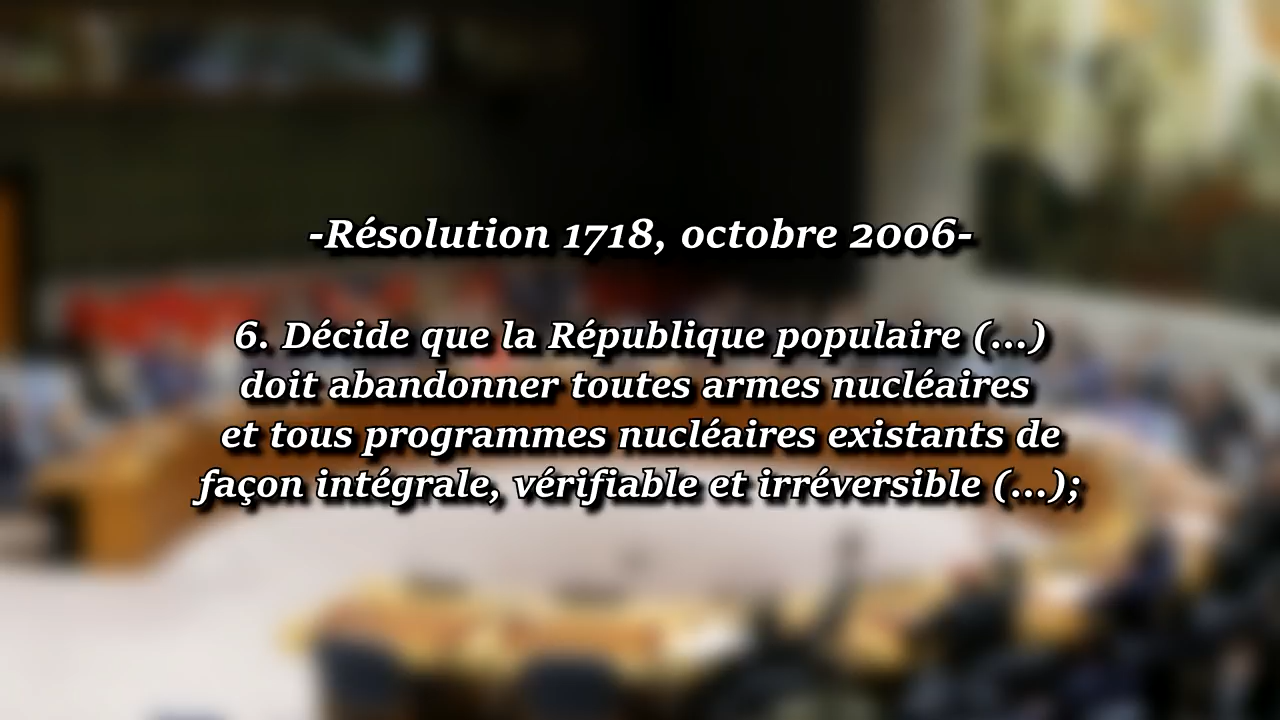 -Résolution 1718, octobre 2006-
6. Décide que la République populaire (...)
doit abandonner toutes armes nucléaires
et tous programmes nucléaires existants de
façon intégrale, vérifiable et irréversible (...);